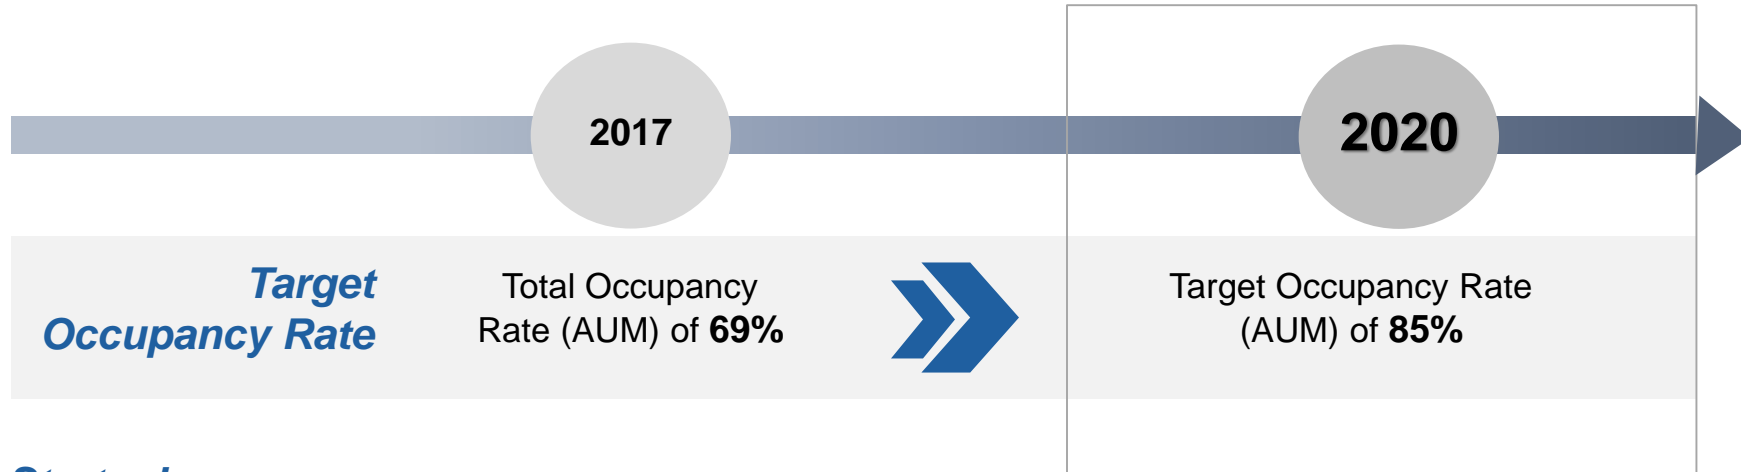 2017
2020
Target
Occupancy Rate
Total Occupancy
Rate (AUM) of 69%
Target Occupancy Rate
(AUM) of 85%